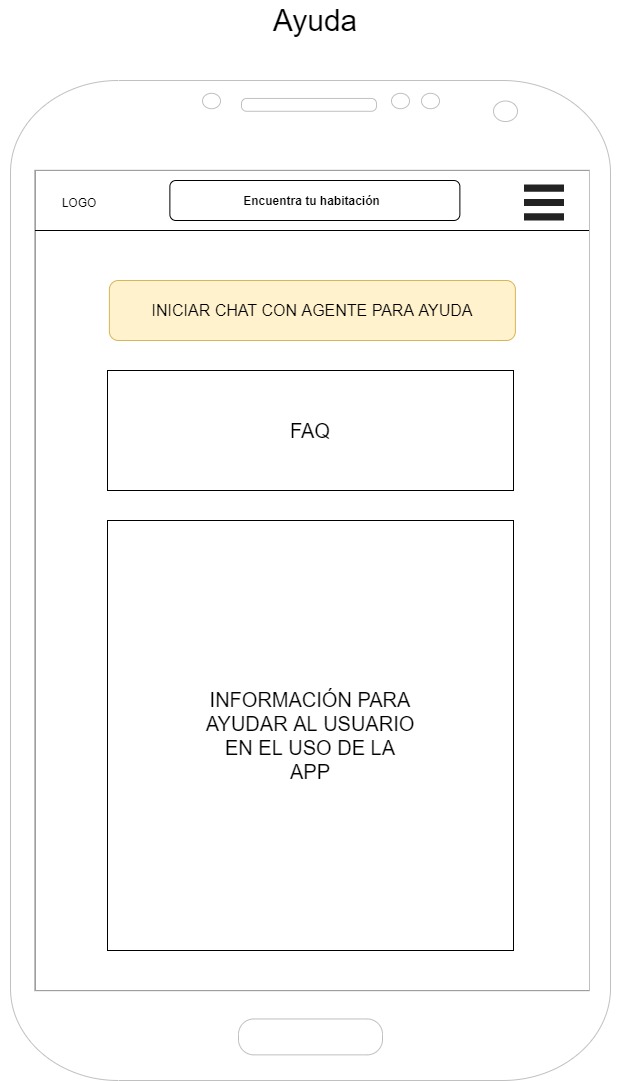 Ayuda
LOGO
Encuentra tu habitación
INICIAR CHAT CON AGENTE PARA AYUDA
FAQ
INFORMACIÓN PARA
AYUDAR AL USUARIO
EN EL USO DE LA
APP